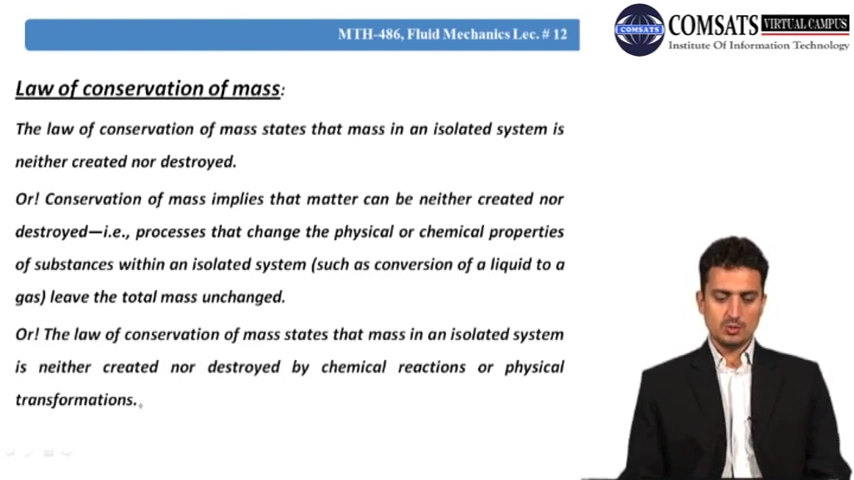 MTH-486, Fluid Mechanics Lec. # 12
COMSATS
COMSATS VIRTUAL CAMPUS
Institute Of Information Technology
Law of conservation of mass:
The law of conservation of mass states that mass in an isolated system is
neither created nor destroyed.
Or! Conservation of mass implies that matter can be neither created nor
destroyed—i.e., processes that change the physical or chemical properties
of substances within an isolated system (such as conversion of a liquid to a
gas) leave the total mass unchanged.
Or! The law of conservation of mass states that mass in an isolated system
is neither created nor destroyed by chemical reactions or physical
transformations.